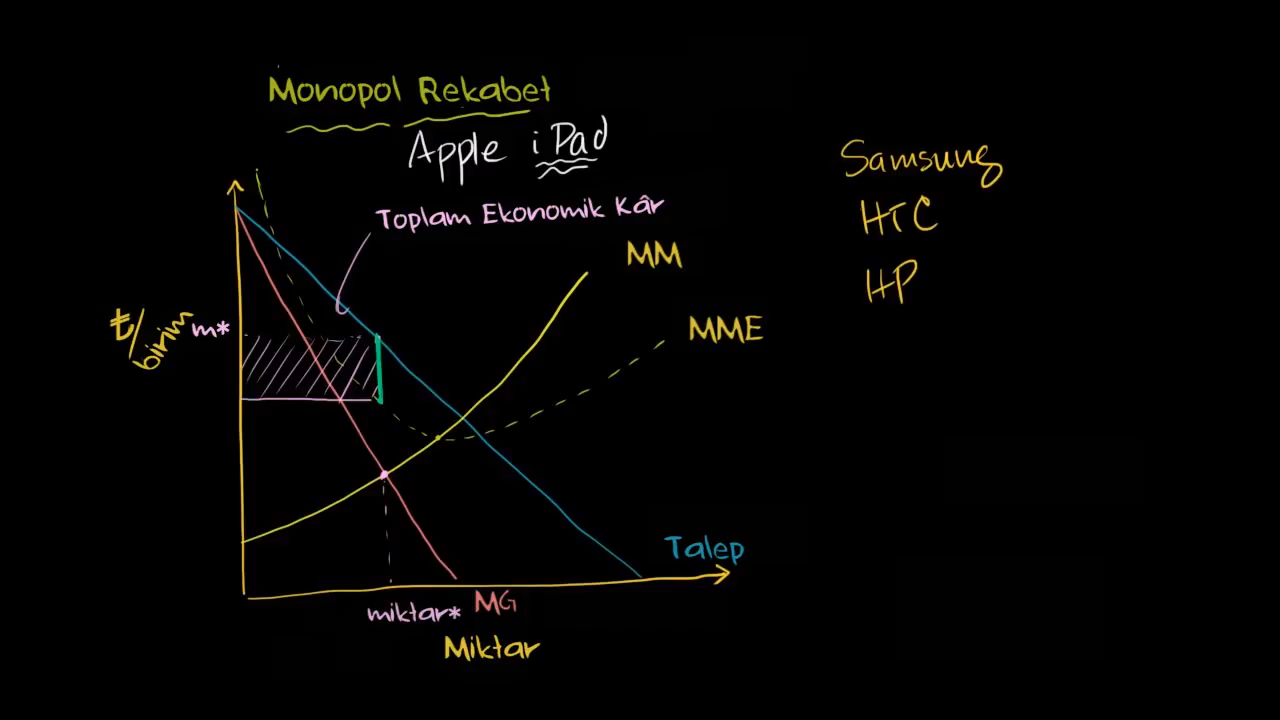 Monopol Rekabet
Apple iPad
Samsung
HTC
HP
Toplam Ekonomik Kâr
MM
MME
₺/birim
m*
Talep
miktar*
MG
Miktar